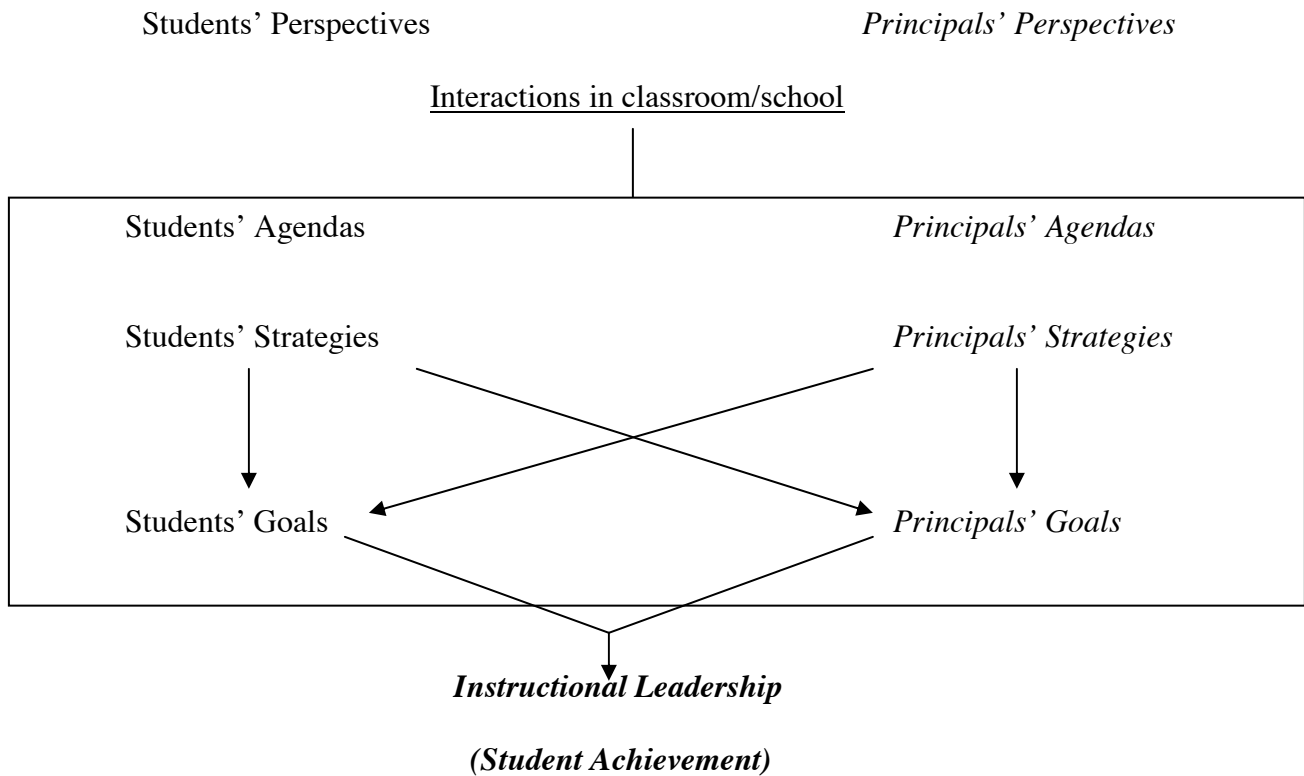 Students’ Perspectives Principals’ Perspectives
Interactions in classroom/school
Students’ Agendas Principals’ Agendas
Students’ Strategies Principals’ Strategies
Students’ Goals Principals’ Goals
Instructional Leadership
(Student Achievement)